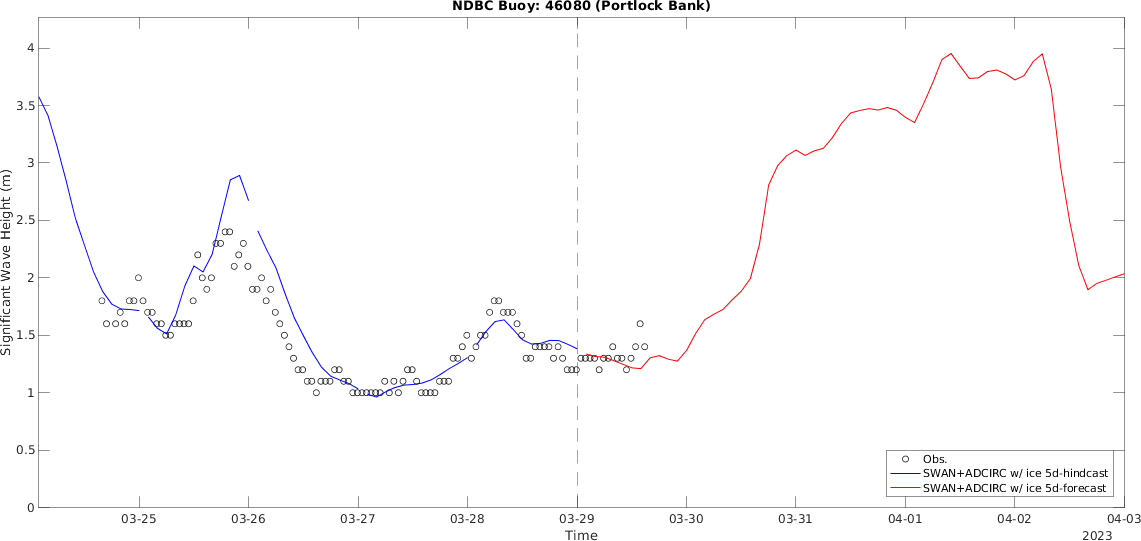 NDBC Buoy: 46080 (Portlock Bank)
Significant Wave Height (m)
4
3.5
3
2.5
2
1.5
1
0.5
0
Obs.
SWAN+ADCIRC w/ ice 5d-hindcast
SWAN+ADCIRC w/ ice 5d-forecast
03-25 03-26 03-27 03-28 03-29 03-30 03-31 04-01 04-02 04-03
Time
2023